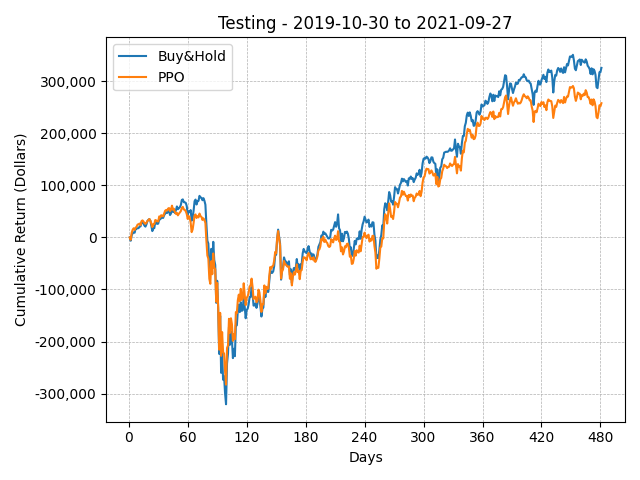 Testing - 2019-10-30 to 2021-09-27
Buy&Hold
PPO
Cumulative Return (Dollars)
300,000
200,000
100,000
0
-100,000
-200,000
-300,000
0 60 120 180 240 300 360 420 480
Days